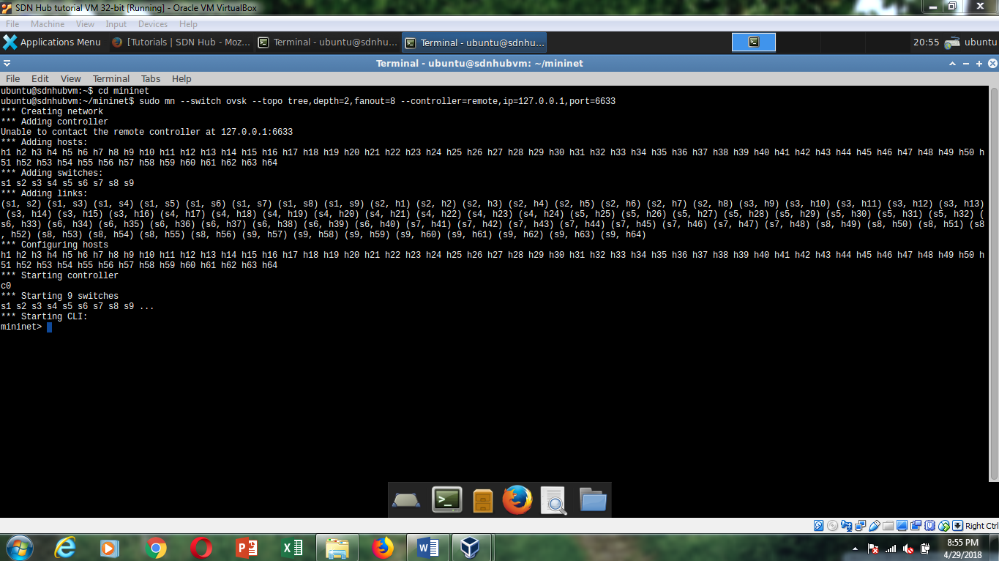 SDN Hub tutorial VM 32-bit [Running] - Oracle VM VirtualBox
File Machine View Input Devices Help
Applications Menu [Tutorials | SDN Hub - Moz... Terminal - ubuntu@sdnhu... Terminal - ubuntu@sdnhu... 20:55 ubuntu
Terminal - ubuntu@sdnhubvm: ~/mininet
File Edit View Terminal Tabs Help
ubuntu@sdnhubvm:~$ cd mininet
ubuntu@sdnhubvm:~/mininet$ sudo mn --switch ovsk --topo tree,depth=2,fanout=8 --controller=remote,ip=127.0.0.1,port=6633
*** Creating network
*** Adding controller
Unable to contact the remote controller at 127.0.0.1:6633
*** Adding hosts:
h1 h2 h3 h4 h5 h6 h7 h8 h9 h10 h11 h12 h13 h14 h15 h16 h17 h18 h19 h20 h21 h22 h23 h24 h25 h26 h27 h28 h29 h30 h31 h32 h33 h34 h35 h36 h37 h38 h39 h40 h41 h42 h43 h44 h45 h46 h47 h48 h49 h50 h
51 h52 h53 h54 h55 h56 h57 h58 h59 h60 h61 h62 h63 h64
*** Adding switches:
s1 s2 s3 s4 s5 s6 s7 s8 s9
*** Adding links:
(s1, s2) (s1, s3) (s1, s4) (s1, s5) (s1, s6) (s1, s7) (s1, s8) (s1, s9) (s2, h1) (s2, h2) (s2, h3) (s2, h4) (s2, h5) (s2, h6) (s2, h7) (s2, h8) (s3, h9) (s3, h10) (s3, h11) (s3, h12) (s3, h13)
(s3, h14) (s3, h15) (s3, h16) (s4, h17) (s4, h18) (s4, h19) (s4, h20) (s4, h21) (s4, h22) (s4, h23) (s4, h24) (s5, h25) (s5, h26) (s5, h27) (s5, h28) (s5, h29) (s5, h30) (s5, h31) (s5, h32) (
s6, h33) (s6, h34) (s6, h35) (s6, h36) (s6, h37) (s6, h38) (s6, h39) (s6, h40) (s7, h41) (s7, h42) (s7, h43) (s7, h44) (s7, h45) (s7, h46) (s7, h47) (s7, h48) (s8, h49) (s8, h50) (s8, h51) (s8
, h52) (s8, h53) (s8, h54) (s8, h55) (s8, h56) (s9, h57) (s9, h58) (s9, h59) (s9, h60) (s9, h61) (s9, h62) (s9, h63) (s9, h64)
*** Configuring hosts
h1 h2 h3 h4 h5 h6 h7 h8 h9 h10 h11 h12 h13 h14 h15 h16 h17 h18 h19 h20 h21 h22 h23 h24 h25 h26 h27 h28 h29 h30 h31 h32 h33 h34 h35 h36 h37 h38 h39 h40 h41 h42 h43 h44 h45 h46 h47 h48 h49 h50 h
51 h52 h53 h54 h55 h56 h57 h58 h59 h60 h61 h62 h63 h64
*** Starting controller
c0
*** Starting 9 switches
s1 s2 s3 s4 s5 s6 s7 s8 s9 ...
*** Starting CLI:
mininet>
Right Ctrl
8:55 PM
4/29/2018